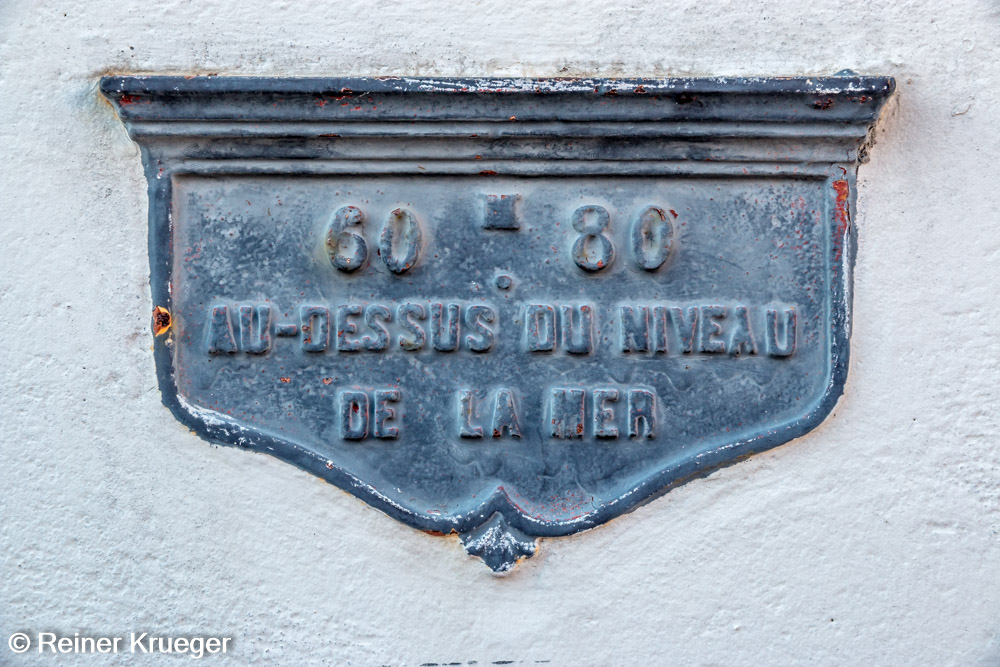 60 M 80
AU-DESSUS DU NIVEAU
DE LA MER
© Reiner Krueger